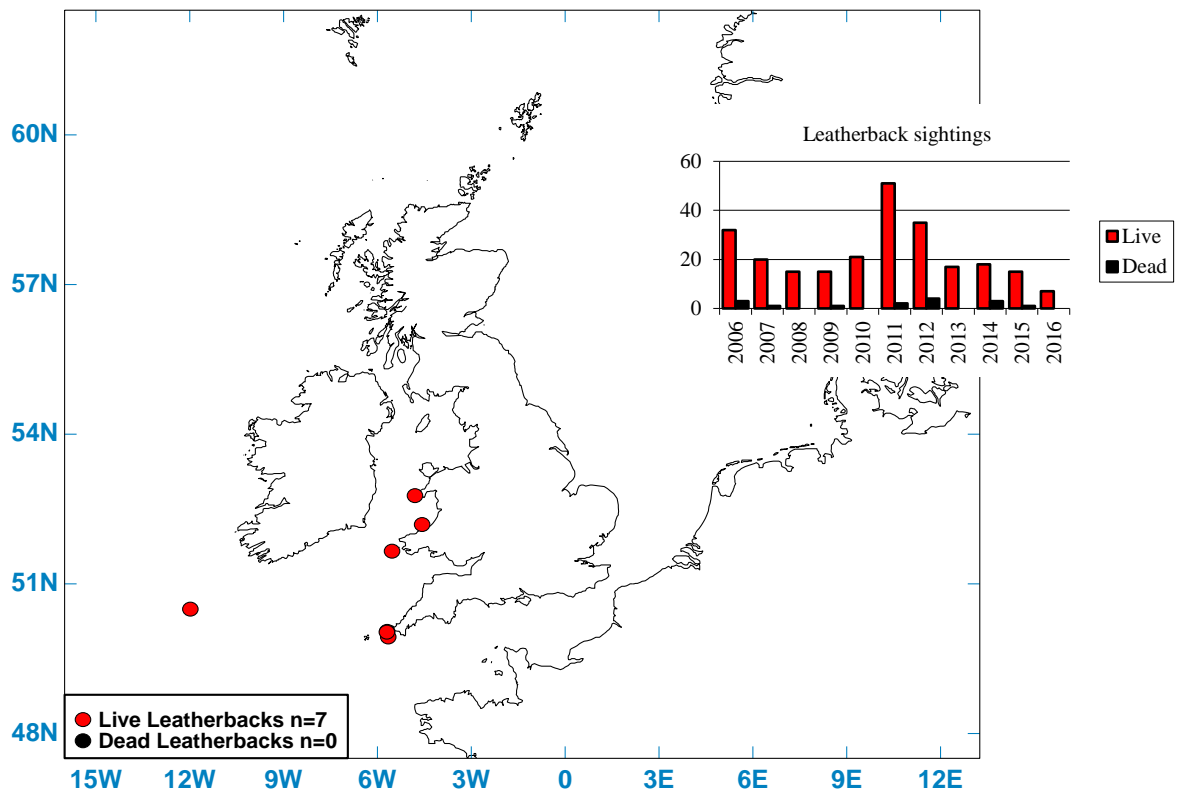 60N
57N
54N
51N
48N
15W 12W 9W 6W 3W 0 3E 6E 9E 12E
Leatherback sightings
60
40
20
0
2006 2007 2008 2009 2010 2011 2012 2013 2014 2015 2016
Live
Dead
Live Leatherbacks n=7
Dead Leatherbacks n=0